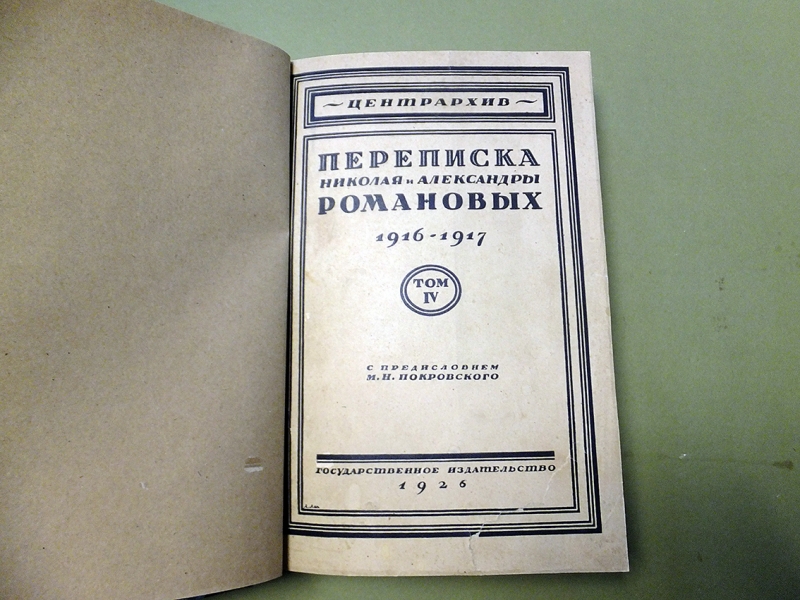 ~ЦЕНТРАРХИВ~
ПЕРЕПИСКА
НИКОЛАЯ и АЛЕКСАНДРЫ
РОМАНОВЫХ
1916-1917
ТОМ
IV
С ПРЕДИСЛОВИЕМ
М. Н. ПОКРОВСКОГО
ГОСУДАРСТВЕННОЕ ИЗДАТЕЛЬСТВО
1926